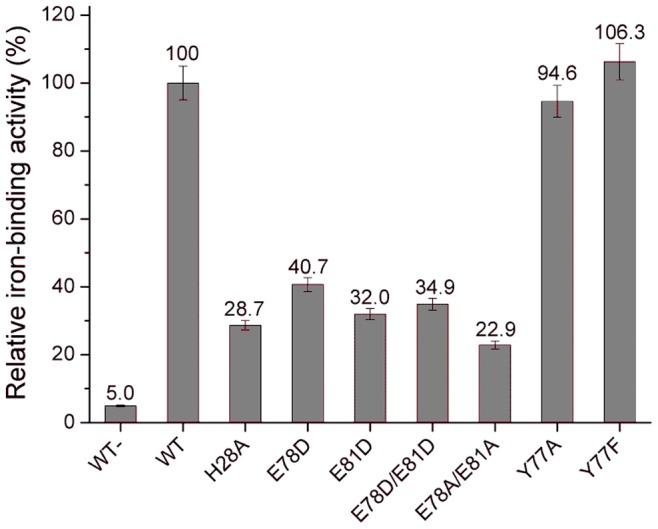 Relative iron-binding activity (%)
120
100
80
60
40
20
0
5.0
100
28.7
40.7
32.0
34.9
22.9
94.6
106.3
WT-
WT
H28A
E78D
E81D
E78D/E81D
E78A/E81A
Y77A
Y77F